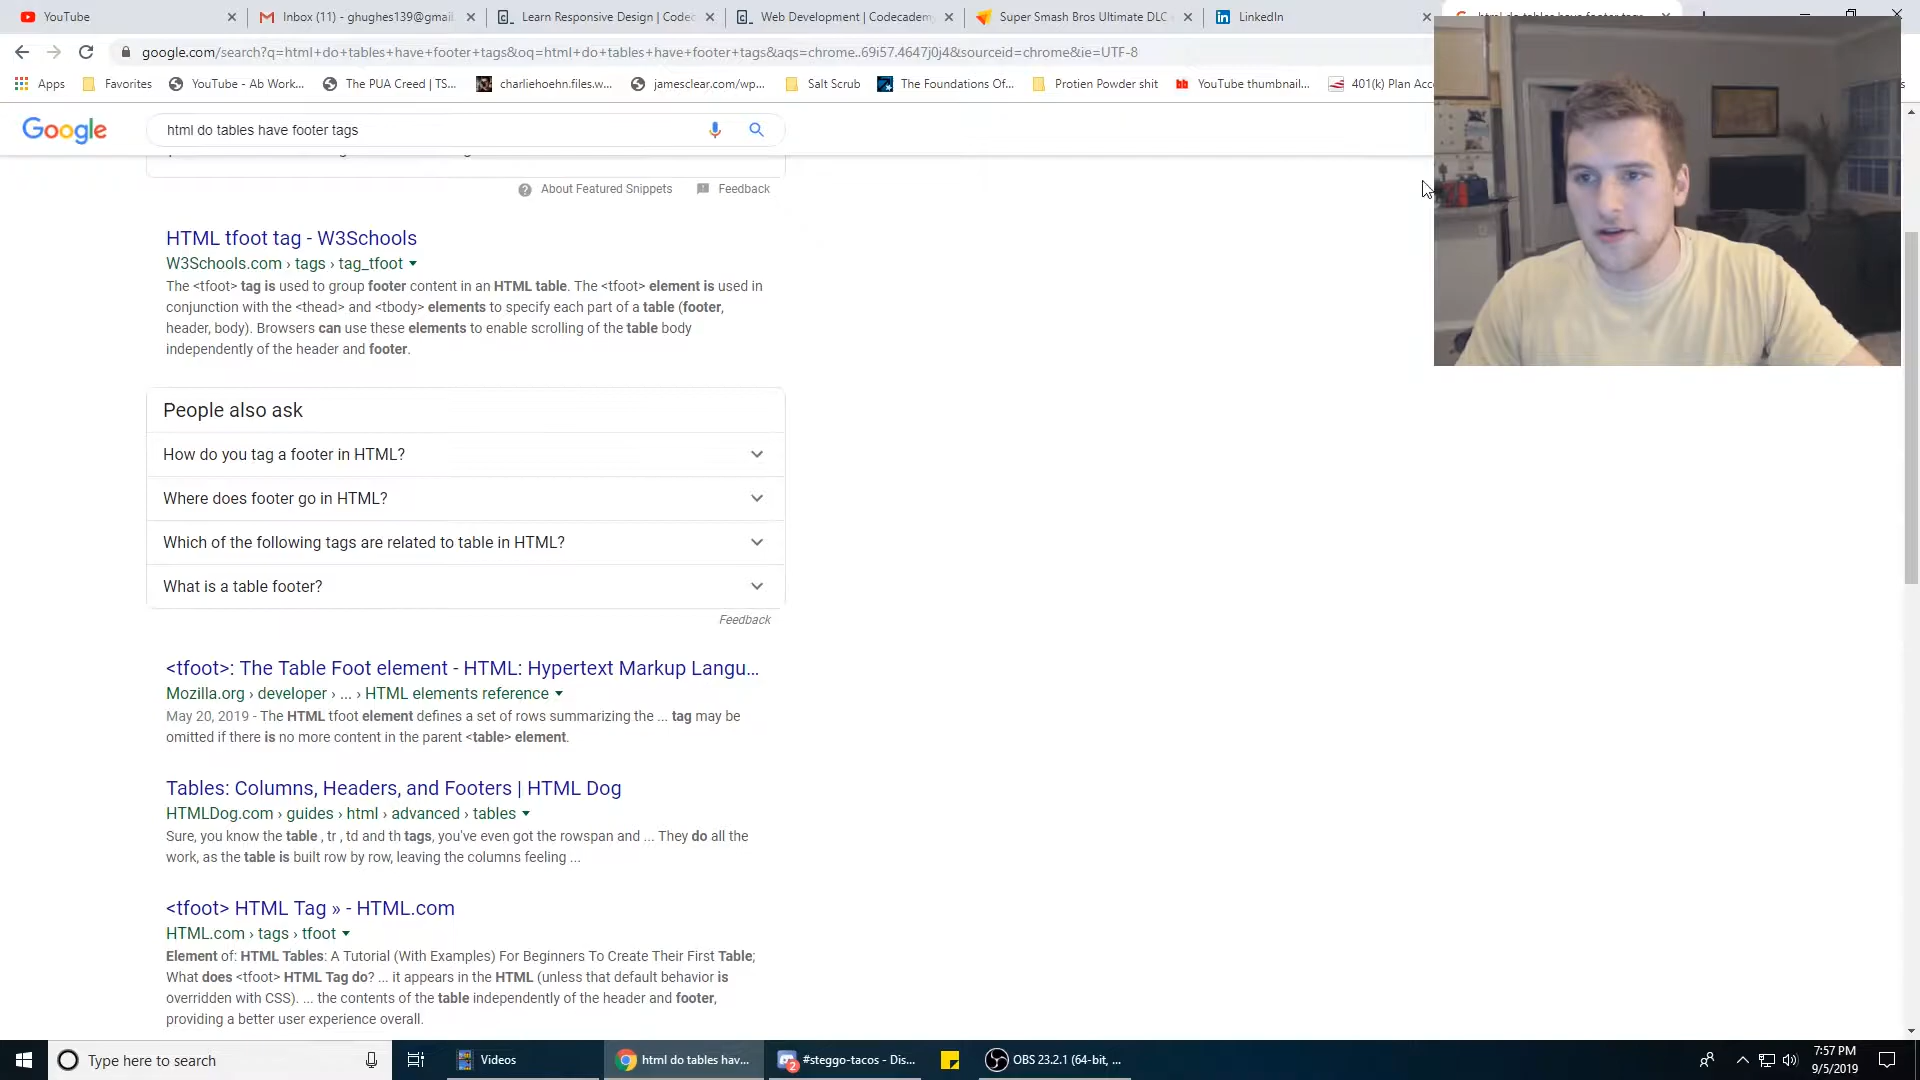 YouTube
Inbox (11) - ghughes139@gmail.
Learn Responsive Design | Codec
Web Development | Codecademy
Super Smash Bros Ultimate DLC
LinkedIn
google.com/search?q=html+do+tables+have+footer+tags&oq=html+do+tables+have+footer+tags&aqs=chrome..69i57.4647j0j4&sourceid=chrome&ie=UTF-8
Apps
Favorites
YouTube - Ab Work...
The PUA Creed | TS...
charliehoehn.files.w...
jamesclear.com/wp...
Salt Scrub
The Foundations Of...
Protien Powder shit
YouTube thumbnail...
401(k) Plan Acc
Google
html do tables have footer tags
About Featured Snippets
Feedback
HTML tfoot tag - W3Schools
W3Schools.com › tags › tag_tfoot
The <tfoot> tag is used to group footer content in an HTML table. The <tfoot> element is used in
conjunction with the <thead> and <tbody> elements to specify each part of a table (footer,
header, body). Browsers can use these elements to enable scrolling of the table body
independently of the header and footer.
People also ask
How do you tag a footer in HTML?
Where does footer go in HTML?
Which of the following tags are related to table in HTML?
What is a table footer?
Feedback
<tfoot>: The Table Foot element - HTML: Hypertext Markup Langu...
Mozilla.org › developer › ... › HTML elements reference
May 20, 2019 - The HTML tfoot element defines a set of rows summarizing the ... tag may be
omitted if there is no more content in the parent <table> element.
Tables: Columns, Headers, and Footers | HTML Dog
HTMLDog.com › guides › html › advanced › tables
Sure, you know the table , tr , td and th tags, you've even got the rowspan and ... They do all the
work, as the table is built row by row, leaving the columns feeling ...
<tfoot> HTML Tag » - HTML.com
HTML.com › tags › tfoot
Element of: HTML Tables: A Tutorial (With Examples) For Beginners To Create Their First Table;
What does <tfoot> HTML Tag do? ... it appears in the HTML (unless that default behavior is
overridden with CSS). ... the contents of the table independently of the header and footer,
providing a better user experience overall.
Type here to search
Videos
html do tables hav...
2
#steggo-tacos - Dis...
OBS 23.2.1 (64-bit, ...
7:57 PM
9/5/2019